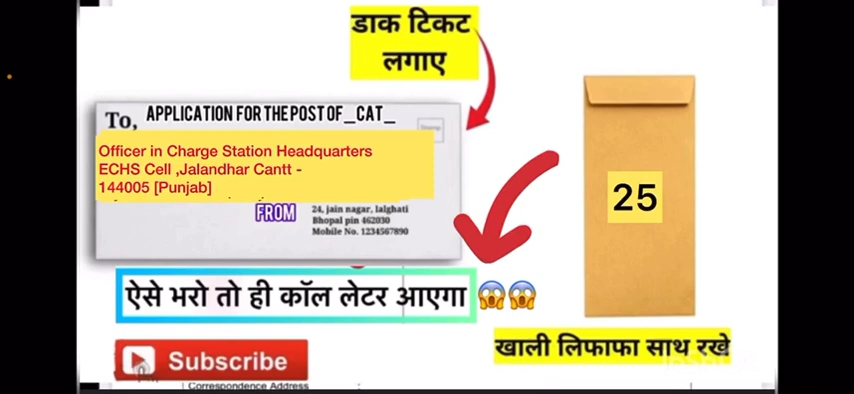 डाक टिकट
लगाए
To, APPLICATION FOR THE POST OF _CAT_
Stamp
Officer in Charge Station Headquarters
ECHS Cell ,Jalandhar Cantt -
144005 [Punjab]
FROM
24, jain nagar, lalghati
Bhopal pin 462030
Mobile No. 1234567890
25
ऐसे भरो तो ही कॉल लेटर आएगा 😱😱
खाली लिफाफा साथ रखे
Subscribe
Correspondence Address